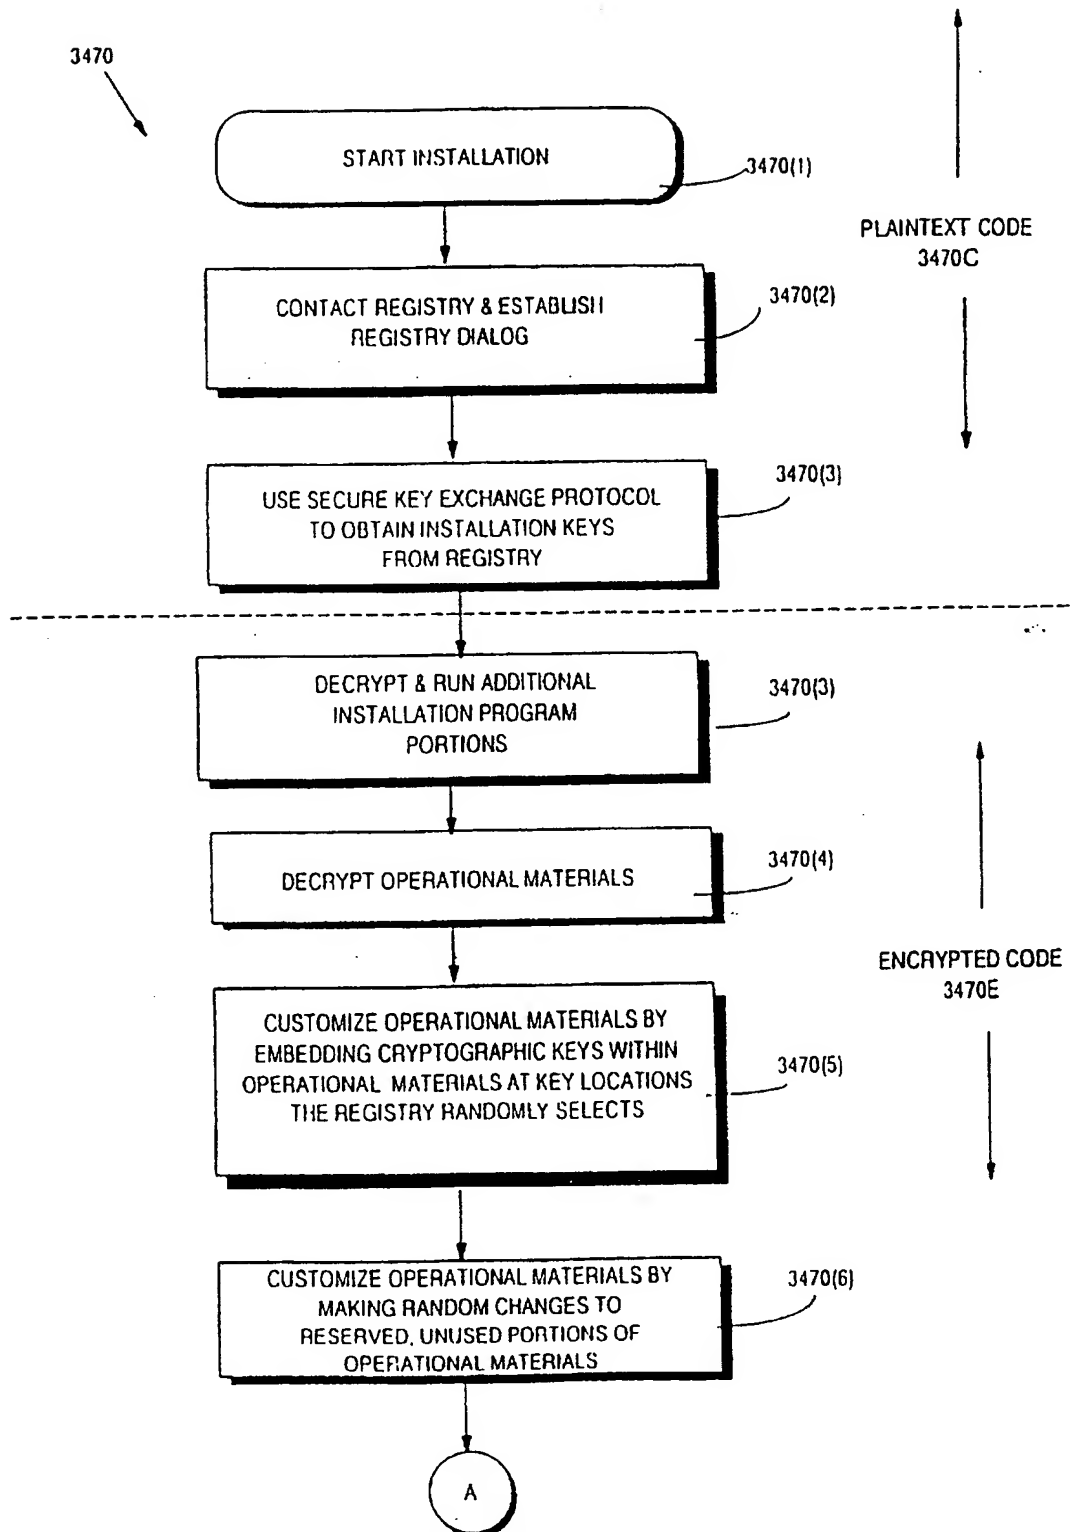 3470
START INSTALLATION
3470(1)
PLAINTEXT CODE
3470C
CONTACT REGISTRY & ESTABLISH
REGISTRY DIALOG
3470(2)
USE SECURE KEY EXCHANGE PROTOCOL
TO OBTAIN INSTALLATION KEYS
FROM REGISTRY
3470(3)
DECRYPT & RUN ADDITIONAL
INSTALLATION PROGRAM
PORTIONS
3470(3)
DECRYPT OPERATIONAL MATERIALS
3470(4)
ENCRYPTED CODE
3470E
CUSTOMIZE OPERATIONAL MATERIALS BY
EMBEDDING CRYPTOGRAPHIC KEYS WITHIN
OPERATIONAL MATERIALS AT KEY LOCATIONS
THE REGISTRY RANDOMLY SELECTS
3470(5)
CUSTOMIZE OPERATIONAL MATERIALS BY
MAKING RANDOM CHANGES TO
RESERVED, UNUSED PORTIONS OF
OPERATIONAL MATERIALS
3470(6)
A